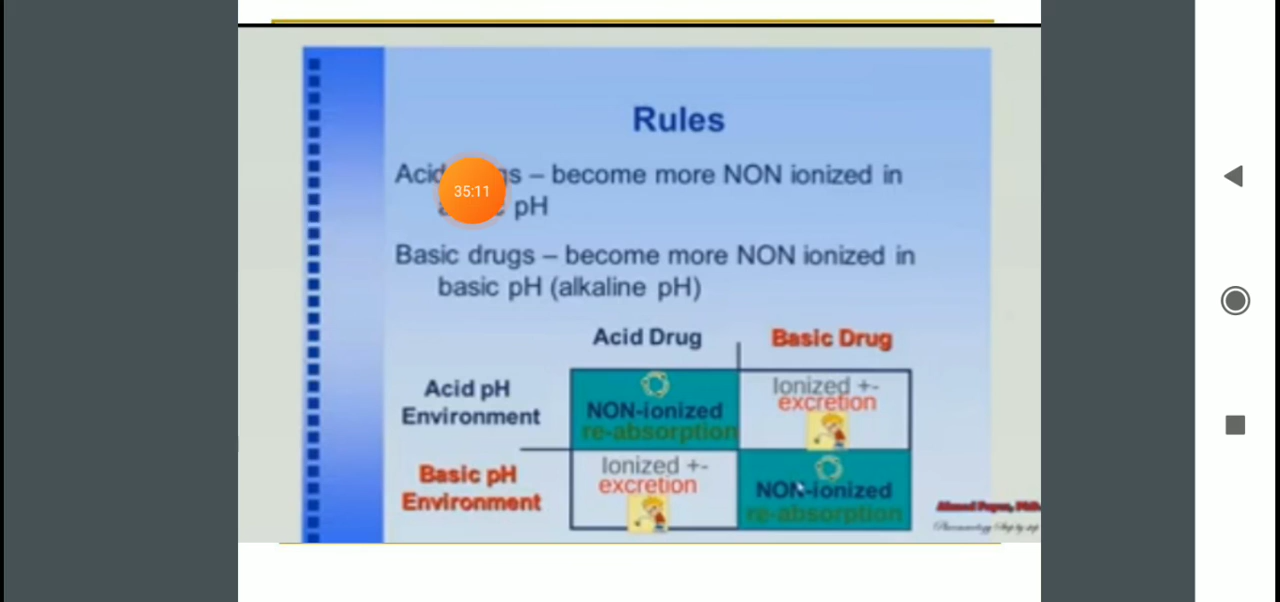 Rules
Acid – become more NON ionized in
pH
35:11
Basic drugs – become more NON ionized in
basic pH (alkaline pH)
Acid Drug Basic Drug
Acid pH
Environment
NON-ionized
re-absorption
Ionized +-
excretion
Basic pH
Environment
Ionized +-
excretion
NON-ionized
re-absorption